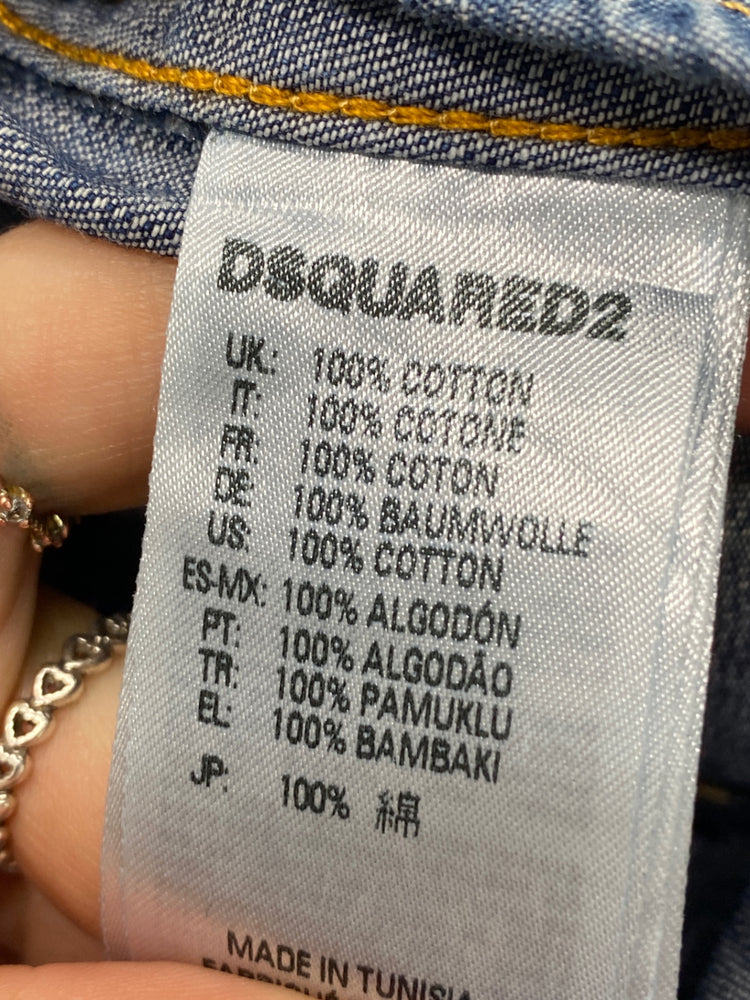 DSQUARED2
UK: 100% COTTON
IT: 100% COTONE
FR: 100% COTON
DE: 100% BAUMWOLLE
US: 100% COTTON
ES-MX: 100% ALGODÓN
PT: 100% ALGODÃO
TR: 100% PAMUKLU
EL: 100% BAMBAKI
JP: 100% 綿
MADE IN TUNISIA